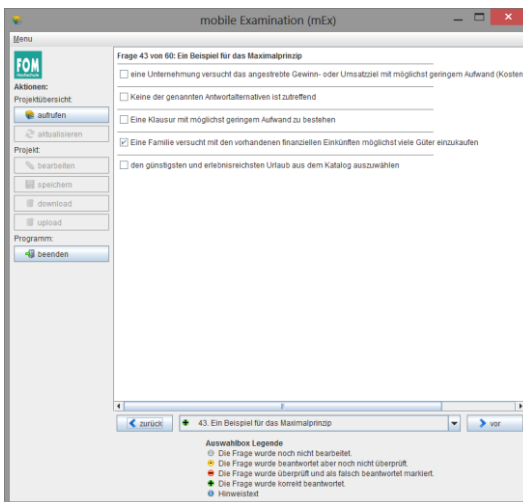 mobile Examination (mEx)
Menu
FOM
Hochschule
Aktionen:
Projektübersicht:
aufrufen
aktualisieren
Projekt:
bearbeiten
speichern
download
upload
Programm:
beenden
Frage 43 von 60: Ein Beispiel für das Maximalprinzip
eine Unternehmung versucht das angestrebte Gewinn- oder Umsatzziel mit möglichst geringem Aufwand (Kosten
Keine der genannten Antwortalternativen ist zutreffend
Eine Klausur mit möglichst geringem Aufwand zu bestehen
Eine Familie versucht mit den vorhandenen finanziellen Einkünften möglichst viele Güter einzukaufen
den günstigsten und erlebnisreichsten Urlaub aus dem Katalog auszuwählen
zurück
43. Ein Beispiel für das Maximalprinzip
vor
Auswahlbox Legende
Die Frage wurde noch nicht bearbeitet.
Die Frage wurde beantwortet aber noch nicht überprüft.
Die Frage wurde überprüft und als falsch beantwortet markiert.
Die Frage wurde korrekt beantwortet.
Hinweistext